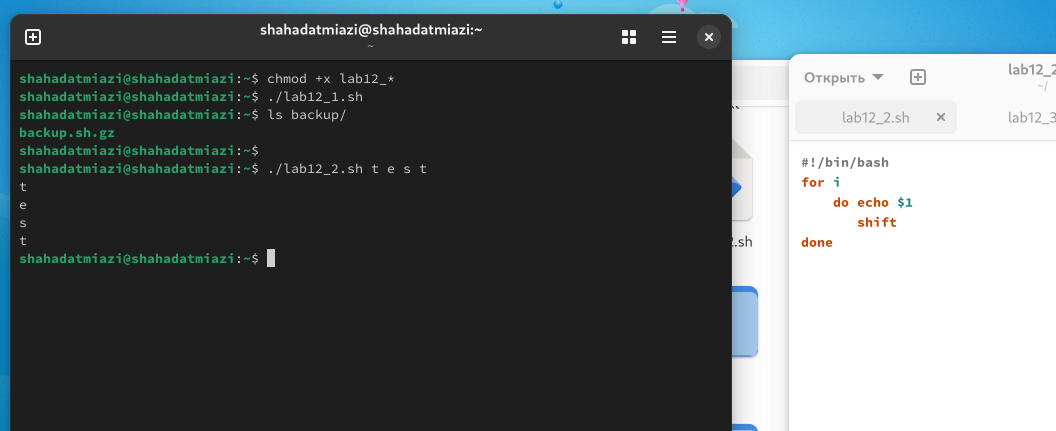 shahadatmiazi@shahadatmiazi:~
~
shahadatmiazi@shahadatmiazi:~$ chmod +x lab12_*
shahadatmiazi@shahadatmiazi:~$ ./lab12_1.sh
shahadatmiazi@shahadatmiazi:~$ ls backup/
backup.sh.gz
shahadatmiazi@shahadatmiazi:~$
shahadatmiazi@shahadatmiazi:~$ ./lab12_2.sh t e s t
t
e
s
t
shahadatmiazi@shahadatmiazi:~$
2.sh
Открыть
lab12_2
~/
lab12_2.sh
lab12_3
#!/bin/bash
for i
do echo $1
shift
done